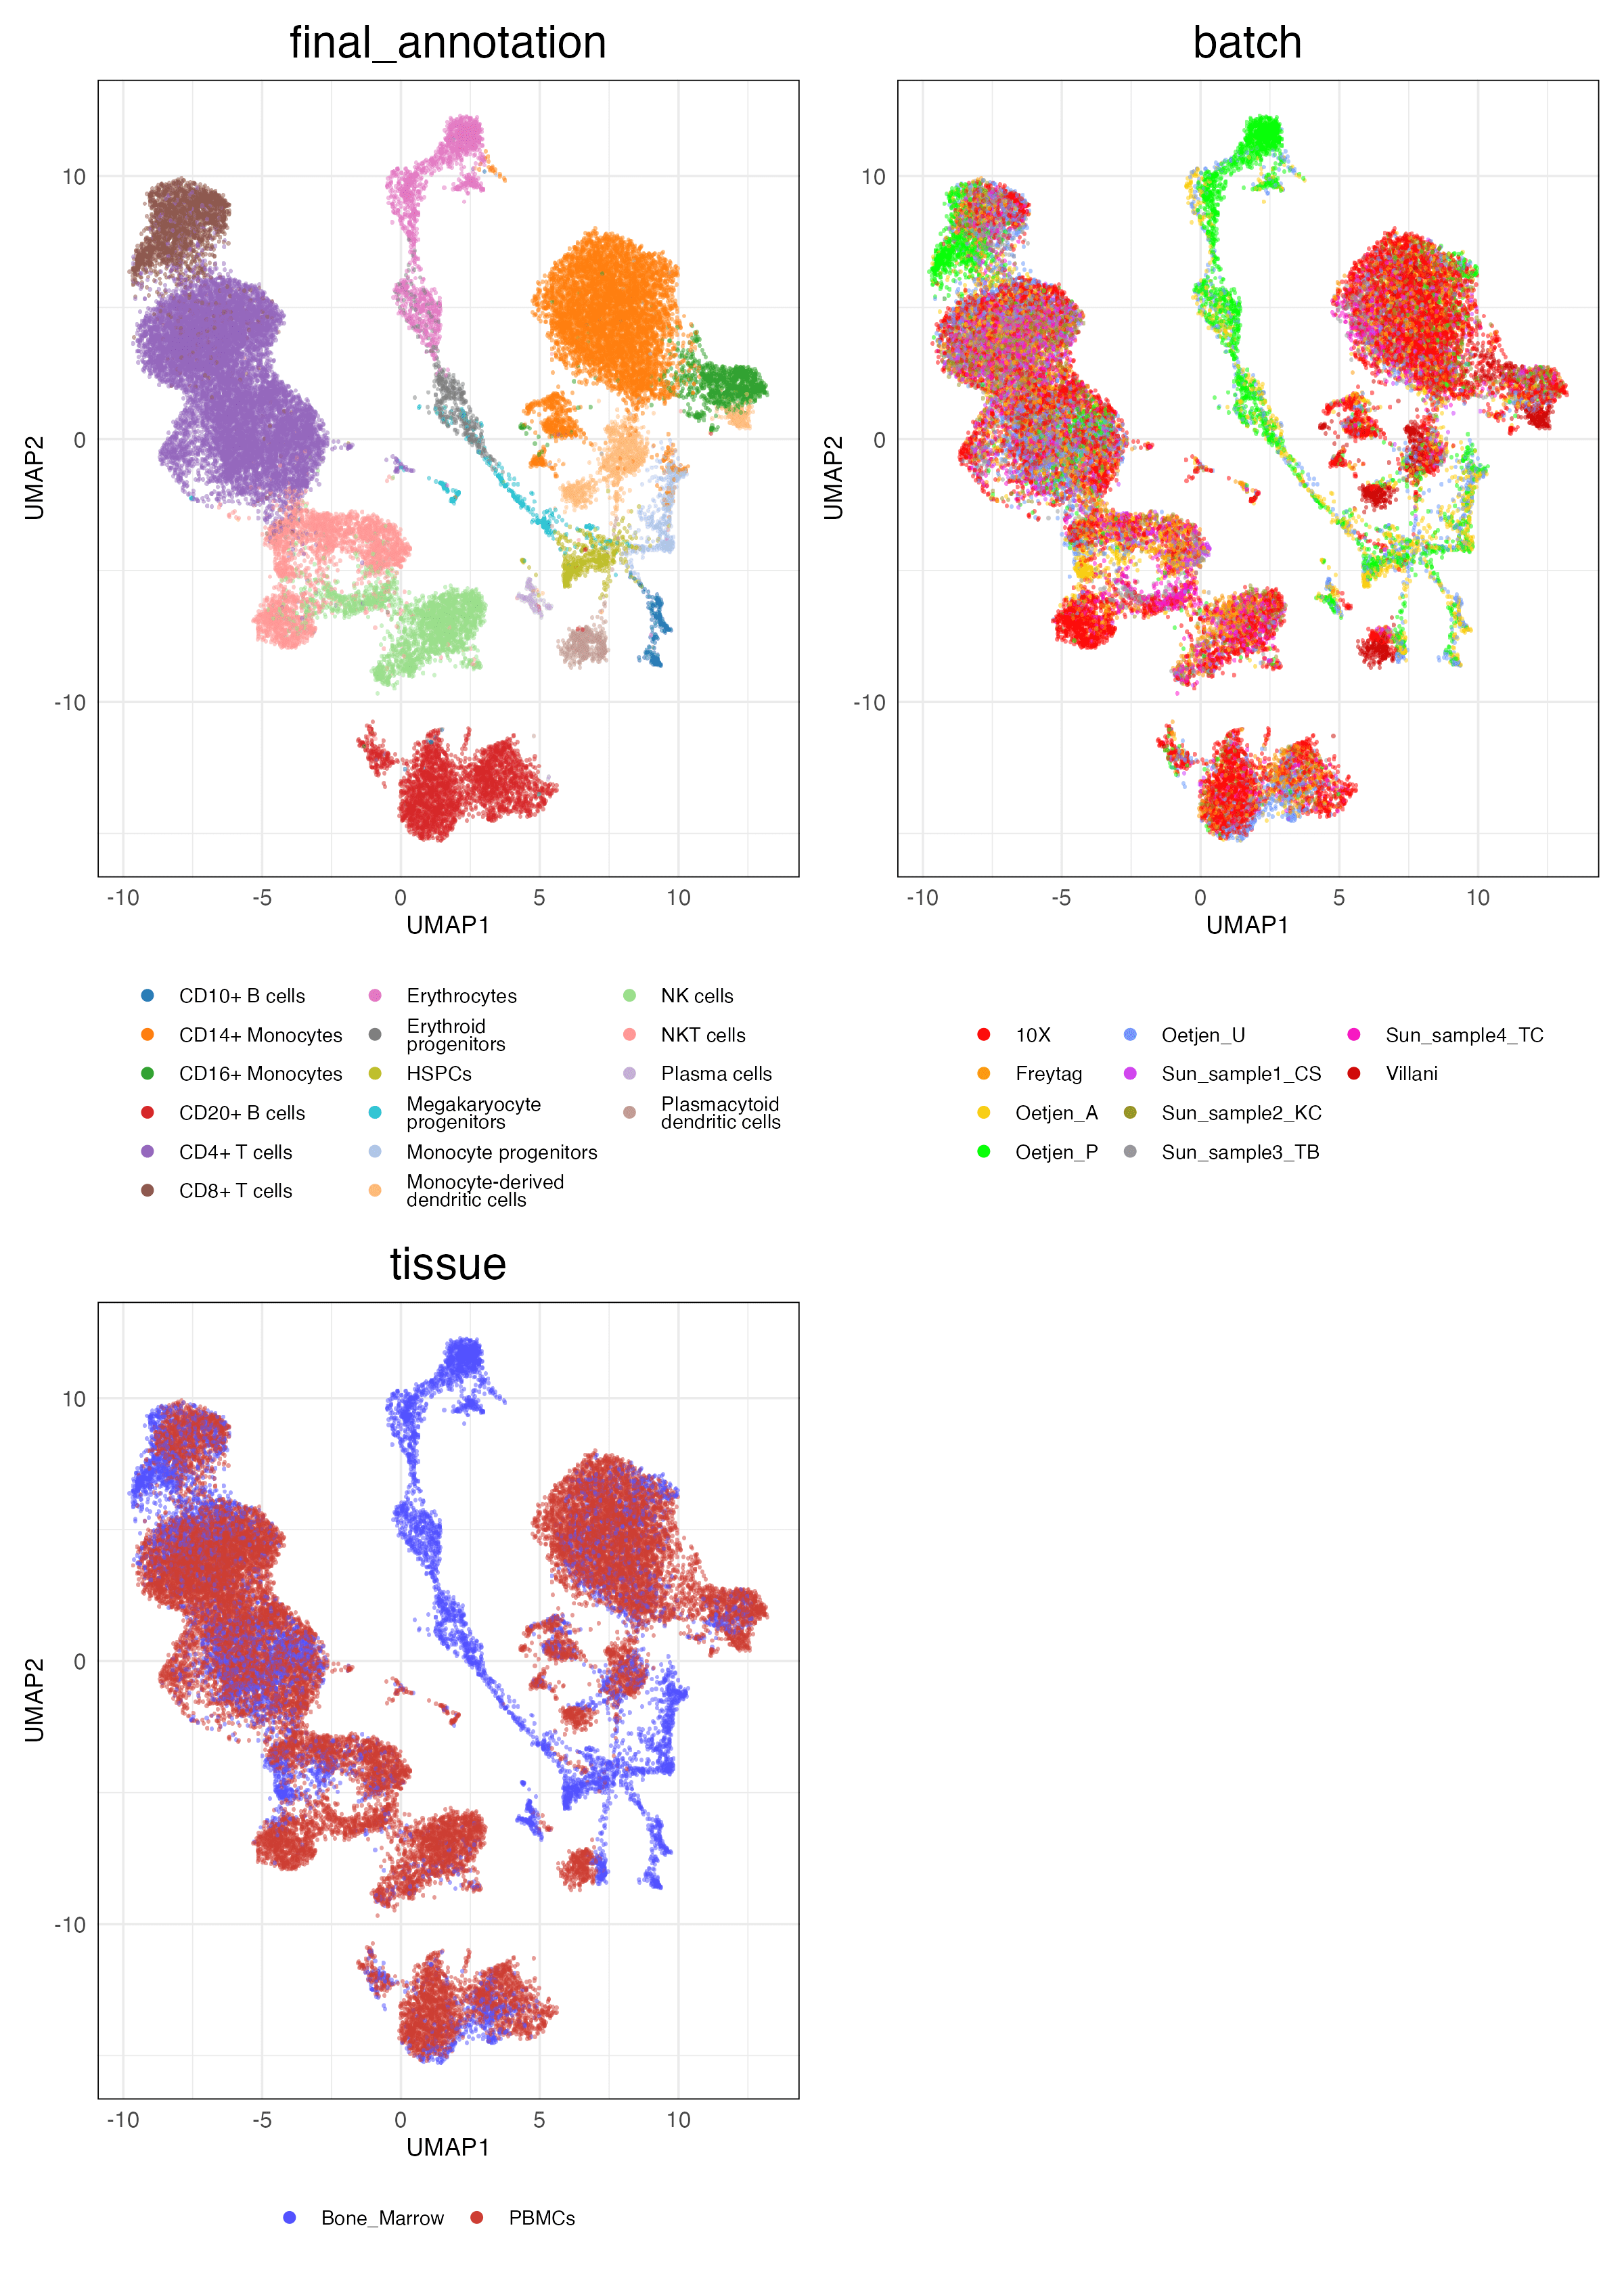 final_annotation
batch
10
0
-10
UMAP2
-10 -5 0 5 10
UMAP1
10
0
-10
UMAP2
-10 -5 0 5 10
UMAP1
CD10+ B cells
CD14+ Monocytes
CD16+ Monocytes
CD20+ B cells
CD4+ T cells
CD8+ T cells
Erythrocytes
Erythroid
progenitors
HSPCs
Megakaryocyte
progenitors
Monocyte progenitors
Monocyte-derived
dendritic cells
NK cells
NKT cells
Plasma cells
Plasmacytoid
dendritic cells
10X
Freytag
Oetjen_A
Oetjen_P
Oetjen_U
Sun_sample1_CS
Sun_sample2_KC
Sun_sample3_TB
Sun_sample4_TC
Villani
tissue
10
0
-10
UMAP2
-10 -5 0 5 10
UMAP1
Bone_Marrow PBMCs